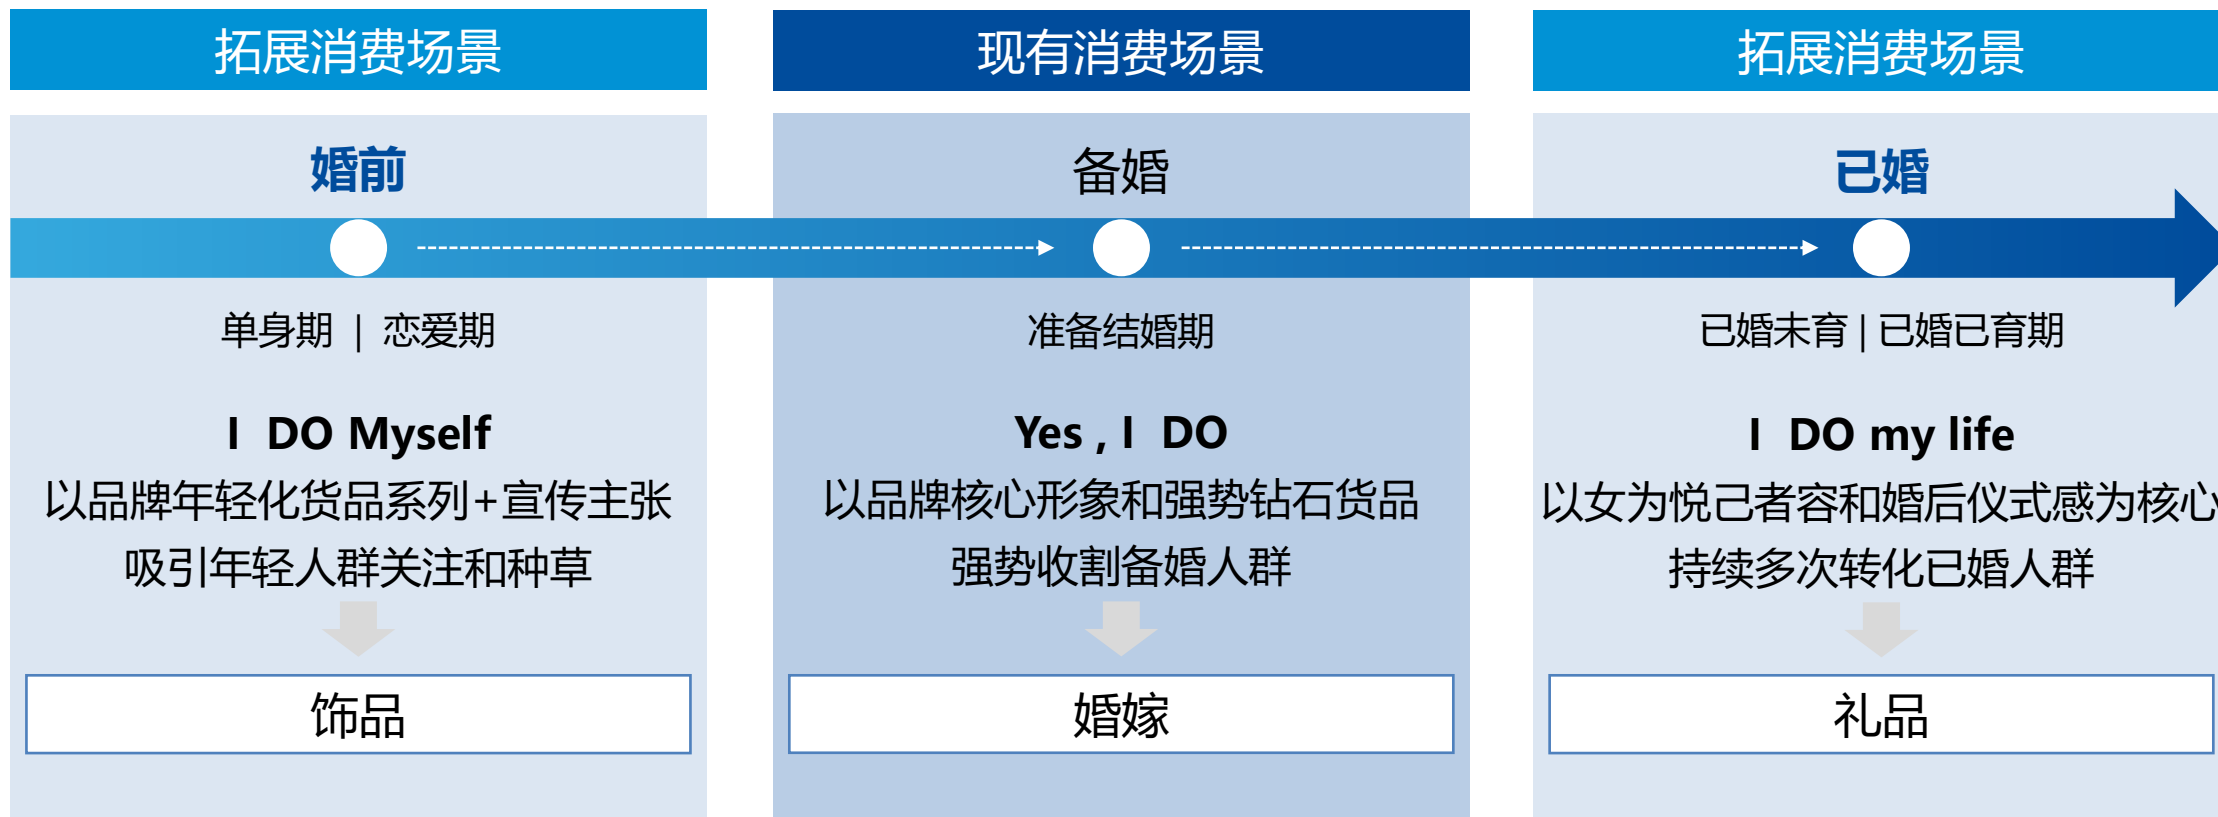 拓展消费场景
婚前
单身期 | 恋爱期
I DO Myself
以品牌年轻化货品系列+宣传主张
吸引年轻人群关注和种草
饰品
现有消费场景
备婚
准备结婚期
Yes , I DO
以品牌核心形象和强势钻石货品
强势收割备婚人群
婚嫁
拓展消费场景
已婚
已婚未育 | 已婚已育期
I DO my life
以女为悦己者容和婚后仪式感为核心
持续多次转化已婚人群
礼品